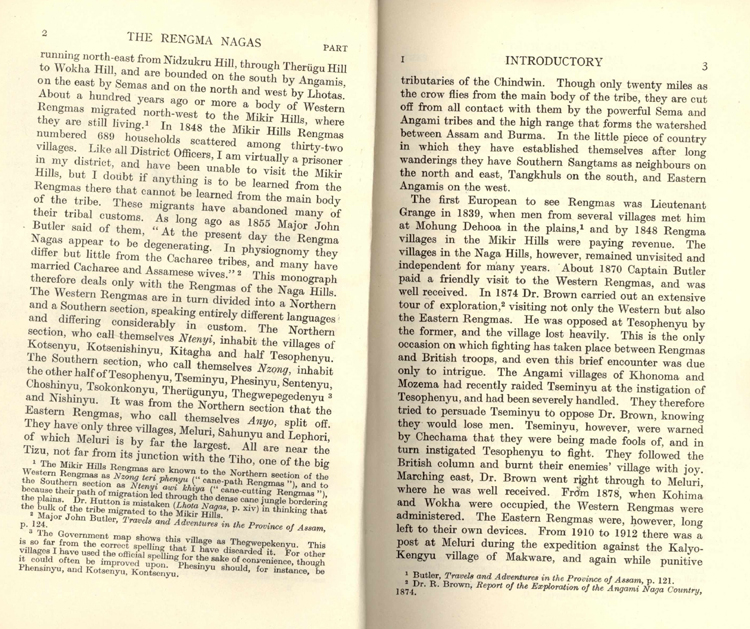 2
THE RENGMA NAGAS
PART
running north-east from Nidzukru Hill, through Therügu Hill
to Wokha Hill, and are bounded on the south by Angamis,
on the east by Semas and on the north and west by Lhotas.
About a hundred years ago or more a body of Western
Rengmas migrated north-west to the Mikir Hills, where
they are still living.¹ In 1848 the Mikir Hills Rengmas
numbered 689 households scattered among thirty-two
villages. Like all District Officers, I am virtually a prisoner
in my district, and have been unable to visit the Mikir
Hills, but I doubt if anything is to be learned from the
Rengmas there that cannot be learned from the main body
of the tribe. These migrants have abandoned many of
their tribal customs. As long ago as 1855 Major John
Butler said of them, “ At the present day the Rengma
Nagas appear to be degenerating. In physiognomy they
differ but little from the Cacharee tribes, and many have
married Cacharee and Assamese wives.” ² This monograph
therefore deals only with the Rengmas of the Naga Hills.
The Western Rengmas are in turn divided into a Northern
and a Southern section, speaking entirely different languages
and differing considerably in custom. The Northern
section, who call themselves Ntenyi, inhabit the villages of
Kotsenyu, Kotsenishinyu, Kitagha and half Tesophenyu.
The Southern section, who call themselves Nzong, inhabit
the other half of Tesophenyu, Tseminyu, Phesinyu, Sentenyu,
Choshinyu, Tsokonkonyu, Therügunyu, Thegwepegedenyu ³
and Nishinyu. It was from the Northern section that the
Eastern Rengmas, who call themselves Anyo, split off.
They have only three villages, Meluri, Sahunyu and Lephori,
of which Meluri is by far the largest. All are near the
Tizu, not far from its junction with the Tiho, one of the big
¹ The Mikir Hills Rengmas are known to the Northern section of the
Western Rengmas as Nzong teri phenyu (“ cane-path Rengmas ”), and to
the Southern section as Ntenyi awi khiya (“ cane-cutting Rengmas ”),
because their path of migration led through the dense cane jungle bordering
the plains. Dr. Hutton is mistaken (Lhota Nagas, p. xiv) in thinking that
the bulk of the tribe migrated to the Mikir Hills.
² Major John Butler, Travels and Adventures in the Province of Assam,
p. 124.
³ The Government map shows this village as Thegwepekenyu. This
is so far from the correct spelling that I have discarded it. For other
villages I have used the official spelling for the sake of convenience, though
it could often be improved upon. Phesinyu should, for instance, be
Phensinyu, and Kotsenyu, Kontsenyu.
I
INTRODUCTORY
3
tributaries of the Chindwin. Though only twenty miles as
the crow flies from the main body of the tribe, they are cut
off from all contact with them by the powerful Sema and
Angami tribes and the high range that forms the watershed
between Assam and Burma. In the little piece of country
in which they have established themselves after long
wanderings they have Southern Sangtams as neighbours on
the north and east, Tangkhuls on the south, and Eastern
Angamis on the west.
The first European to see Rengmas was Lieutenant
Grange in 1839, when men from several villages met him
at Mohung Dehooa in the plains,¹ and by 1848 Rengma
villages in the Mikir Hills were paying revenue. The
villages in the Naga Hills, however, remained unvisited and
independent for many years. About 1870 Captain Butler
paid a friendly visit to the Western Rengmas, and was
well received. In 1874 Dr. Brown carried out an extensive
tour of exploration,² visiting not only the Western but also
the Eastern Rengmas. He was opposed at Tesophenyu by
the former, and the village lost heavily. This is the only
occasion on which fighting has taken place between Rengmas
and British troops, and even this brief encounter was due
only to intrigue. The Angami villages of Khonoma and
Mozema had recently raided Tseminyu at the instigation of
Tesophenyu, and had been severely handled. They therefore
tried to persuade Tseminyu to oppose Dr. Brown, knowing
they would lose men. Tseminyu, however, were warned
by Chechama that they were being made fools of, and in
turn instigated Tesophenyu to fight. They followed the
British column and burnt their enemies’ village with joy.
Marching east, Dr. Brown went right through to Meluri,
where he was well received. From 1878, when Kohima
and Wokha were occupied, the Western Rengmas were
administered. The Eastern Rengmas were, however, long
left to their own devices. From 1910 to 1912 there was a
post at Meluri during the expedition against the Kalyo-
Kengyu village of Makware, and again while punitive
¹ Butler, Travels and Adventures in the Province of Assam, p. 121.
² Dr. R. Brown, Report of the Exploration of the Angami Naga Country,
1874.